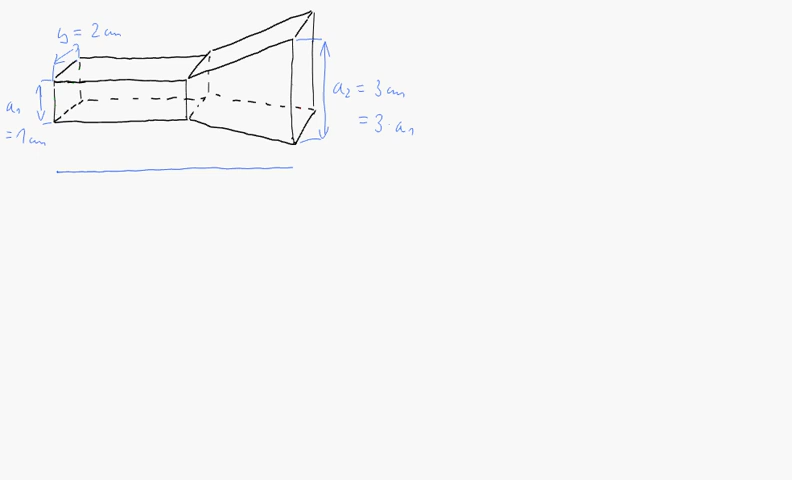 b = 2 cm
a₁
= 1 cm
a₂ = 3 cm
= 3 · a₁